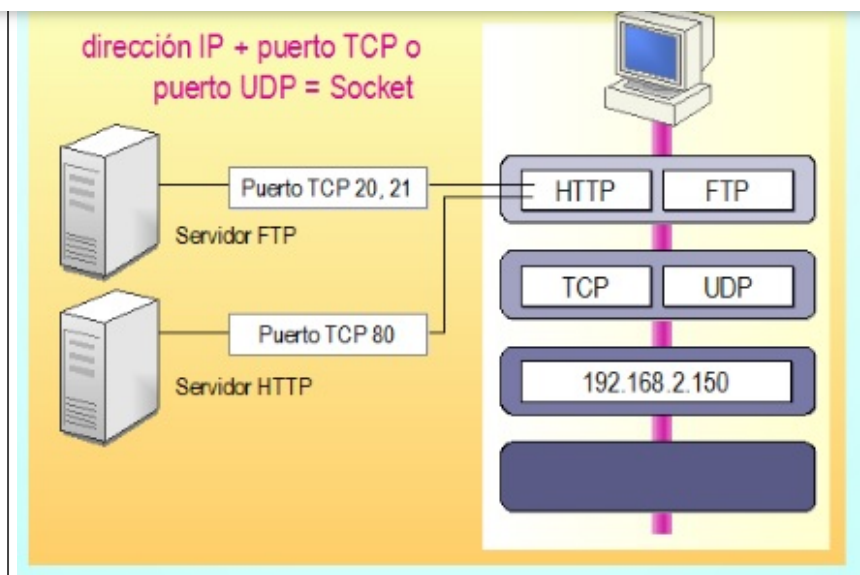 dirección IP + puerto TCP o
puerto UDP = Socket
Puerto TCP 20, 21
Servidor FTP
Puerto TCP 80
Servidor HTTP
HTTP
FTP
TCP
UDP
192.168.2.150